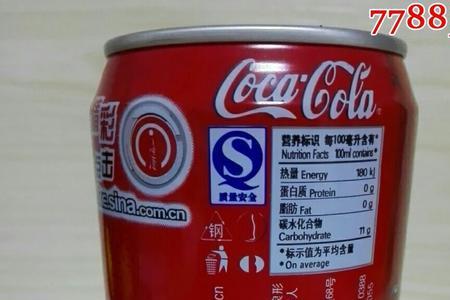 7788
Coca-Cola
营养标识 每100毫升含有*
Nutrition Facts 100ml contains*
热量 Energy 180 kJ
蛋白质 Protein 0 g
脂肪 Fat 0 g
碳水化合物
Carbohydrate 11 g
*标示值为平均含量
* On average
质量安全
.sina.com.cn
钢